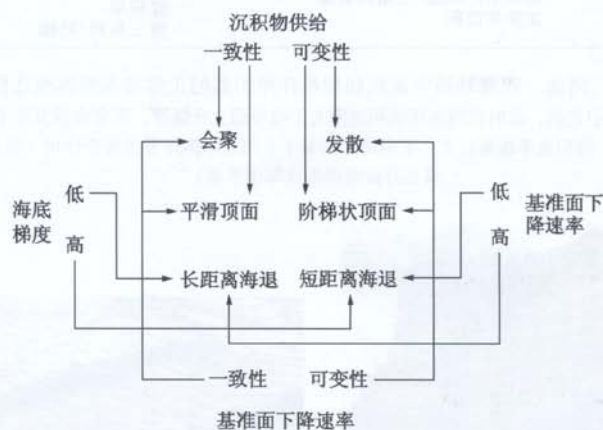 沉积物供给
一致性 可变性
会聚 发散
低 平滑顶面 阶梯状顶面 低
海底梯度 基准面下降速率
高 高
长距离海退 短距离海退
一致性 可变性
基准面下降速率